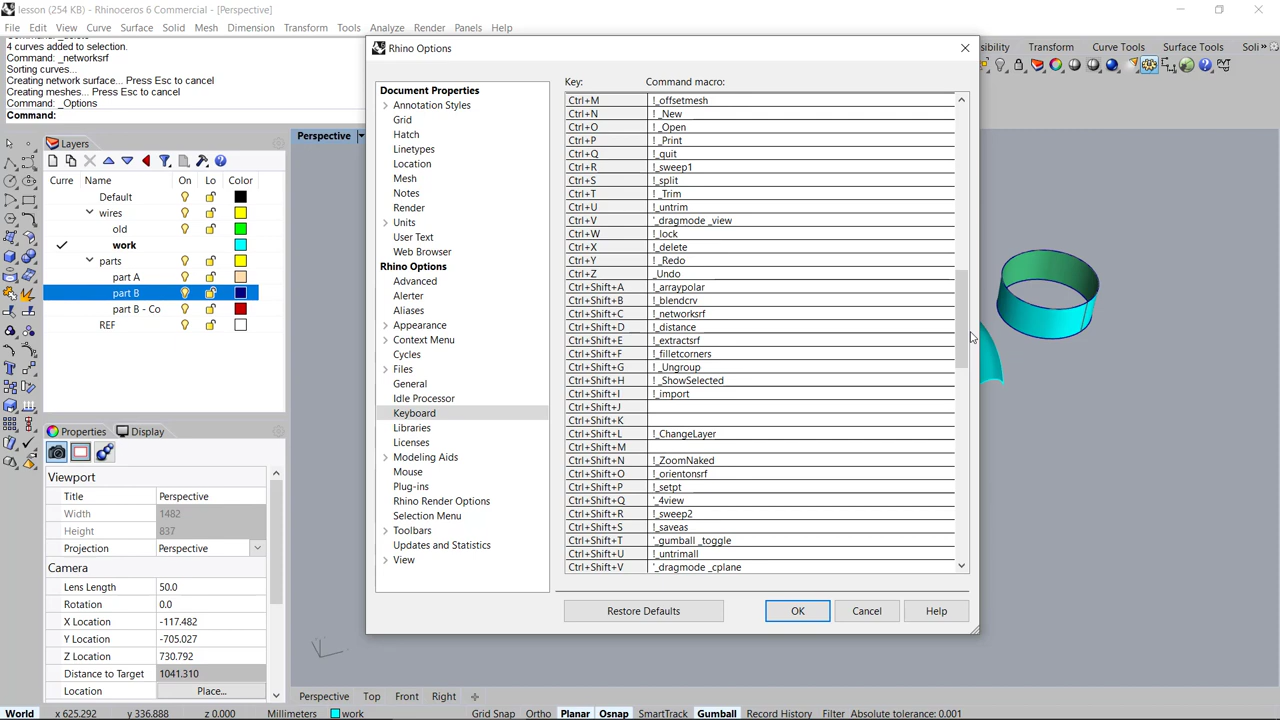 lesson (254 KB) - Rhinoceros 6 Commercial - [Perspective]
File Edit View Curve Surface Solid Mesh Dimension Transform Tools Analyze Render Panels Help
4 curves added to selection.
Command: _networksrf
Sorting curves...
Creating network surface... Press Esc to cancel
Creating meshes... Press Esc to cancel
Command: _Options
Command:
Transform Curve Tools Surface Tools Soli »
Perspective
Layers
Curre Name On Lo Color
Default
wires
old
work
parts
part A
part B
part B - Co
REF
Properties Display
Viewport
Title Perspective
Width 1482
Height 837
Projection Perspective
Camera
Lens Length 50.0
Rotation 0.0
X Location -117.482
Y Location -705.027
Z Location 730.792
Distance to Target 1041.310
Location Place...
Rhino Options
Document Properties
Annotation Styles
Grid
Hatch
Linetypes
Location
Mesh
Notes
Render
Units
User Text
Web Browser
Rhino Options
Advanced
Alerter
Aliases
Appearance
Context Menu
Cycles
Files
General
Idle Processor
Keyboard
Libraries
Licenses
Modeling Aids
Mouse
Plug-ins
Rhino Render Options
Selection Menu
Toolbars
Updates and Statistics
View
Key: Command macro:
Ctrl+M !_offsetmesh
Ctrl+N ! _New
Ctrl+O ! _Open
Ctrl+P ! _Print
Ctrl+Q !_quit
Ctrl+R !_sweep1
Ctrl+S !_split
Ctrl+T ! _Trim
Ctrl+U !_untrim
Ctrl+V '_dragmode _view
Ctrl+W !_lock
Ctrl+X !_delete
Ctrl+Y ! _Redo
Ctrl+Z _Undo
Ctrl+Shift+A !_arraypolar
Ctrl+Shift+B !_blendcrv
Ctrl+Shift+C !_networksrf
Ctrl+Shift+D !_distance
Ctrl+Shift+E !_extractsrf
Ctrl+Shift+F !_filletcorners
Ctrl+Shift+G ! _Ungroup
Ctrl+Shift+H ! _ShowSelected
Ctrl+Shift+I ! _import
Ctrl+Shift+J
Ctrl+Shift+K
Ctrl+Shift+L !_ChangeLayer
Ctrl+Shift+M
Ctrl+Shift+N !_ZoomNaked
Ctrl+Shift+O !_orientonsrf
Ctrl+Shift+P !_setpt
Ctrl+Shift+Q '_4view
Ctrl+Shift+R !_sweep2
Ctrl+Shift+S !_saveas
Ctrl+Shift+T '_gumball _toggle
Ctrl+Shift+U !_untrimall
Ctrl+Shift+V '_dragmode _cplane
Restore Defaults OK Cancel Help
Perspective Top Front Right
World x 625.292 y 336.888 z 0.000 Millimeters work Grid Snap Ortho Planar Osnap SmartTrack Gumball Record History Filter Absolute tolerance: 0.001